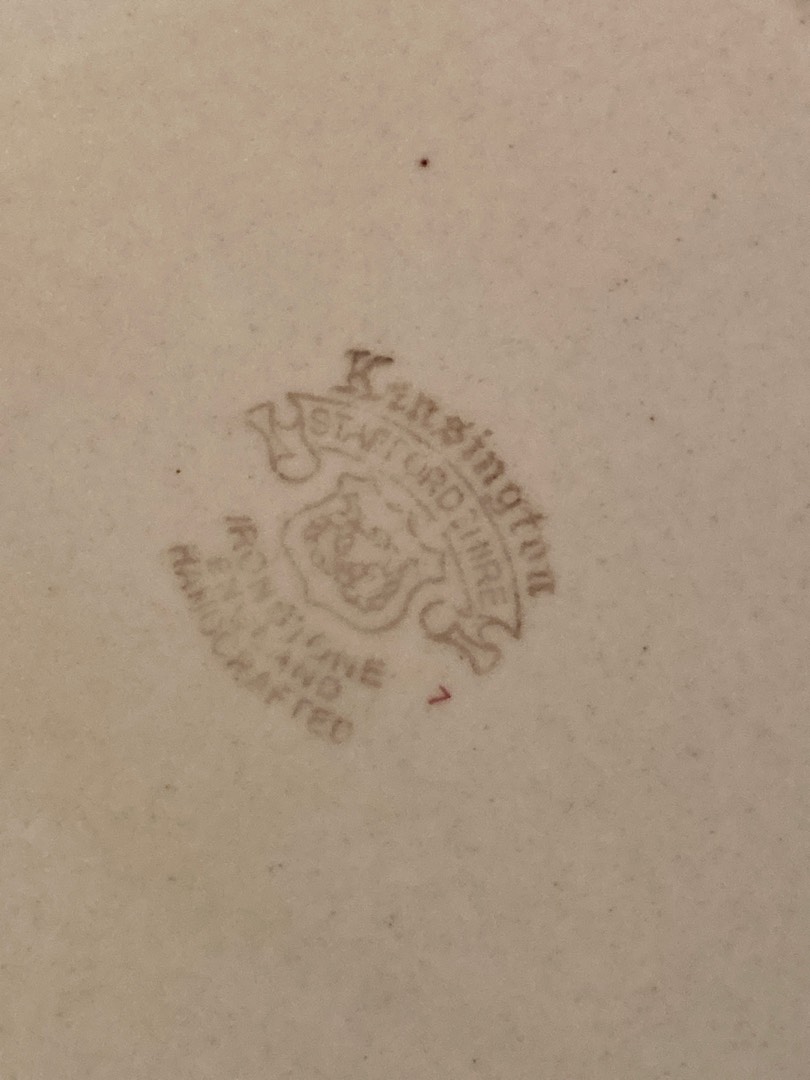 Kensington
STAFFORDSHIRE
IRONSTONE
ENGLAND
HANDCRAFTED